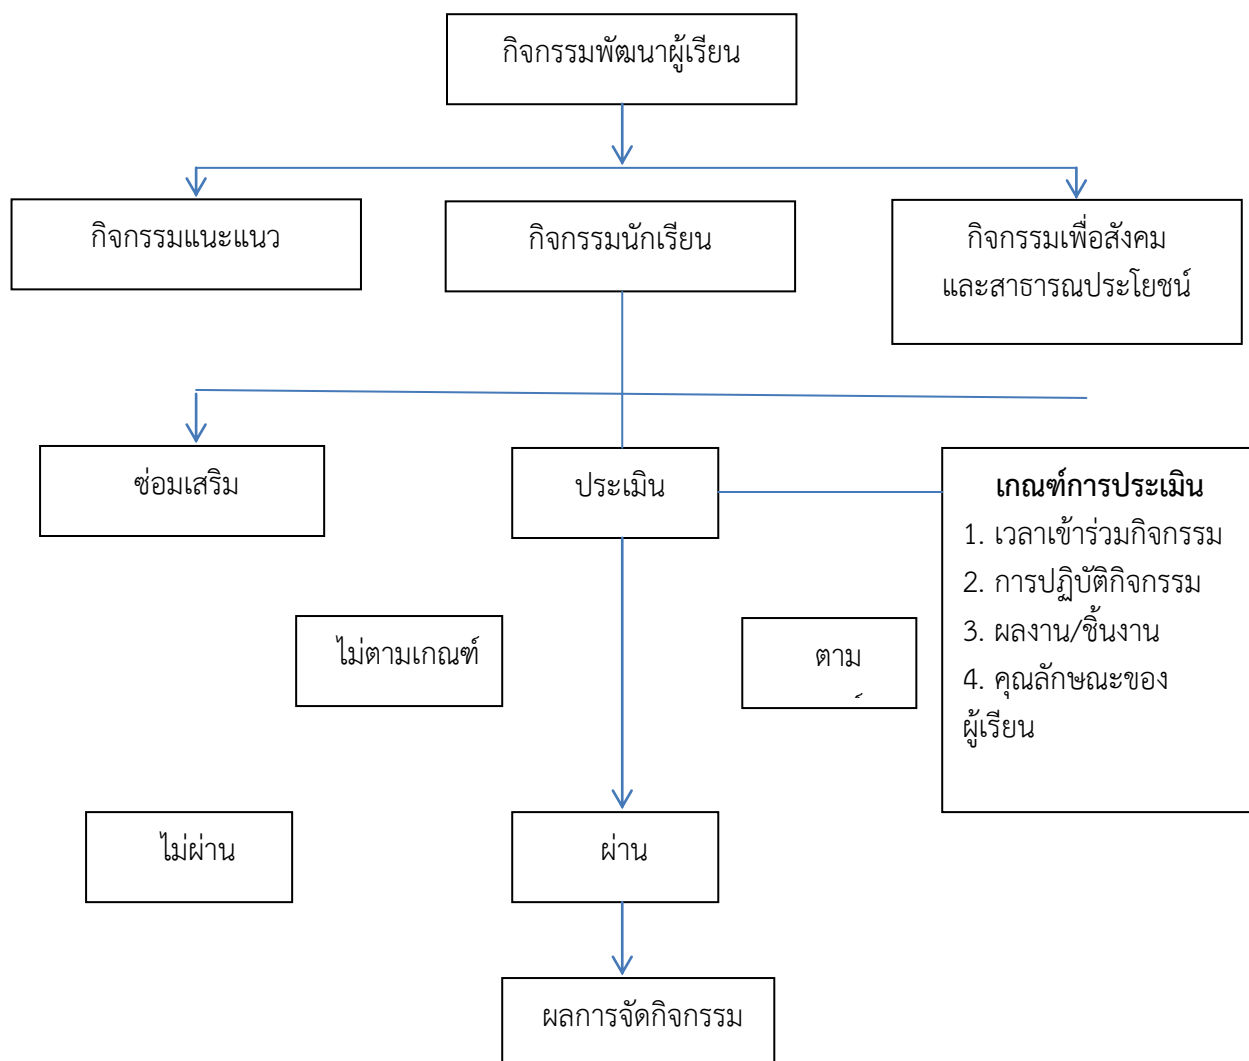 กิจกรรมพัฒนาผู้เรียน
กิจกรรมแนะแนว
กิจกรรมนักเรียน
กิจกรรมเพื่อสังคม
และสาธารณประโยชน์
ซ่อมเสริม
ประเมิน
เกณฑ์การประเมิน
1. เวลาเข้าร่วมกิจกรรม
2. การปฏิบัติกิจกรรม
3. ผลงาน/ชิ้นงาน
4. คุณลักษณะของ
ผู้เรียน
ไม่ตามเกณฑ์
ตาม
ไม่ผ่าน
ผ่าน
ผลการจัดกิจกรรม